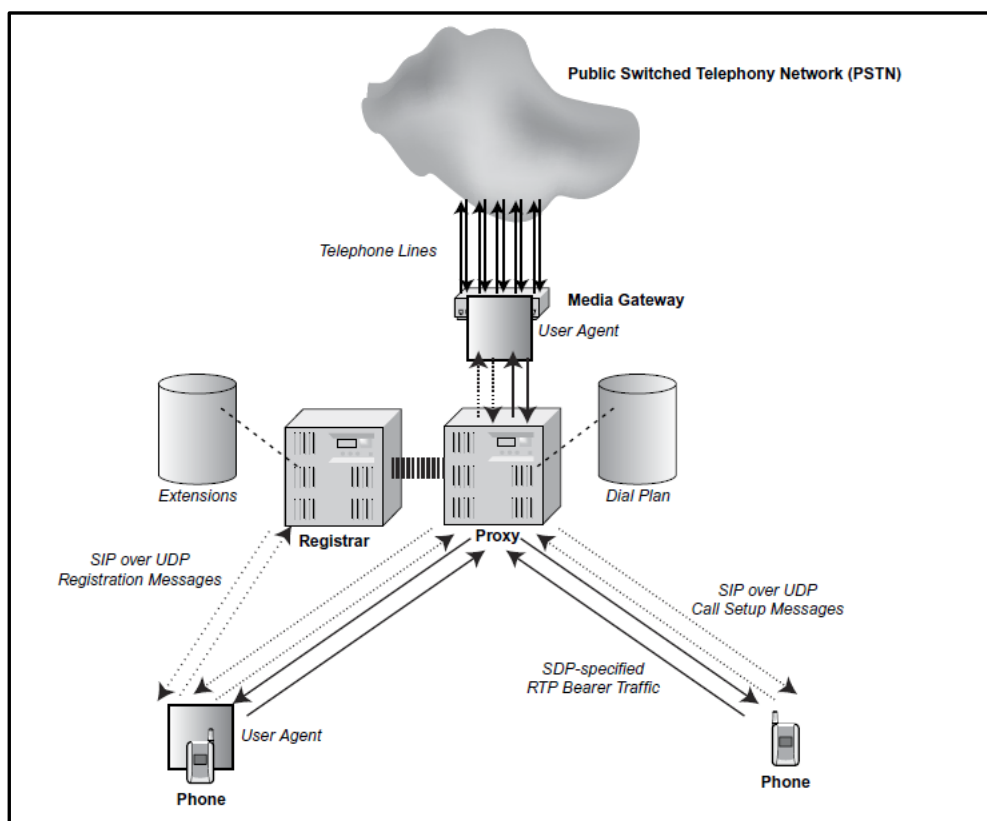 Public Switched Telephony Network (PSTN)
Telephone Lines
Media Gateway
User Agent
Extensions
Dial Plan
Registrar
Proxy
SIP over UDP
Registration Messages
SIP over UDP
Call Setup Messages
SDP-specified
RTP Bearer Traffic
User Agent
Phone
Phone